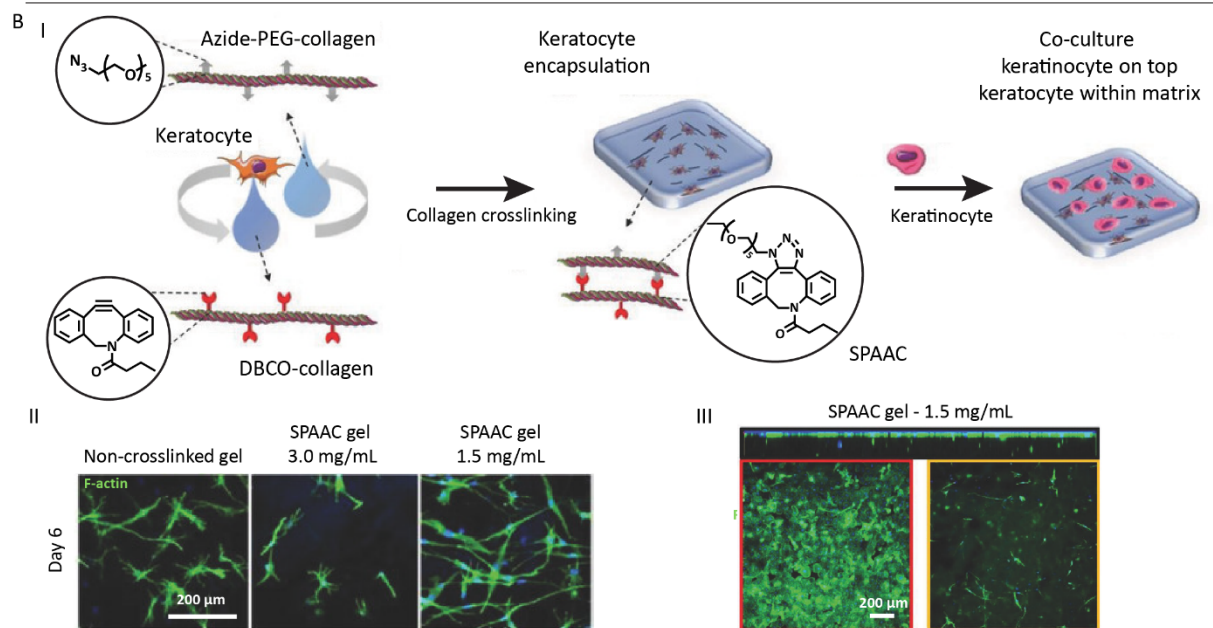 B
I
Azide-PEG-collagen
N3
O
5
Keratocyte
DBCO-collagen
N
O
Collagen crosslinking
Keratocyte
encapsulation
O
5
N
N
N
N
O
SPAAC
Keratinocyte
Co-culture
keratinocyte on top
keratocyte within matrix
II
Non-crosslinked gel
SPAAC gel
3.0 mg/mL
SPAAC gel
1.5 mg/mL
Day 6
F-actin
200 µm
III
SPAAC gel - 1.5 mg/mL
200 µm